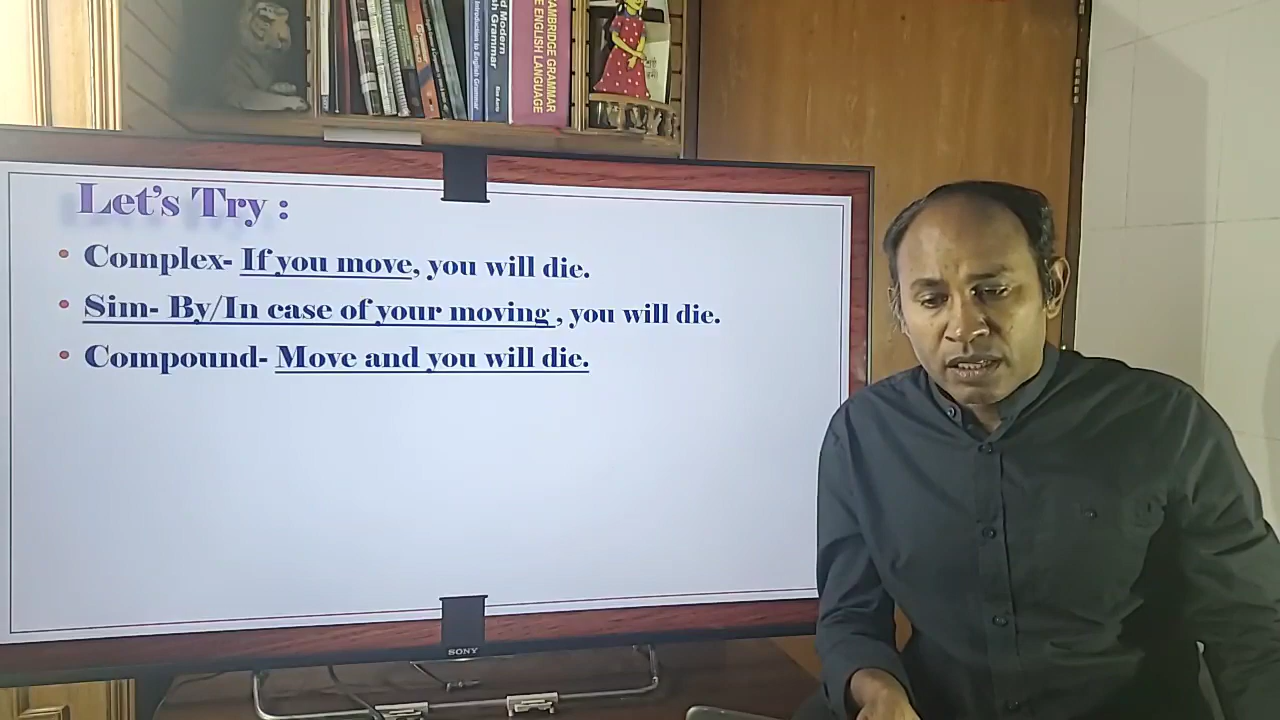 d Modern
sh Grammar
Introduction to English Grammar
CAMBRIDGE GRAMMAR
E ENGLISH LANGUAGE
Let's Try :
Complex- If you move, you will die.
Sim- By/In case of your moving , you will die.
Compound- Move and you will die.
SONY